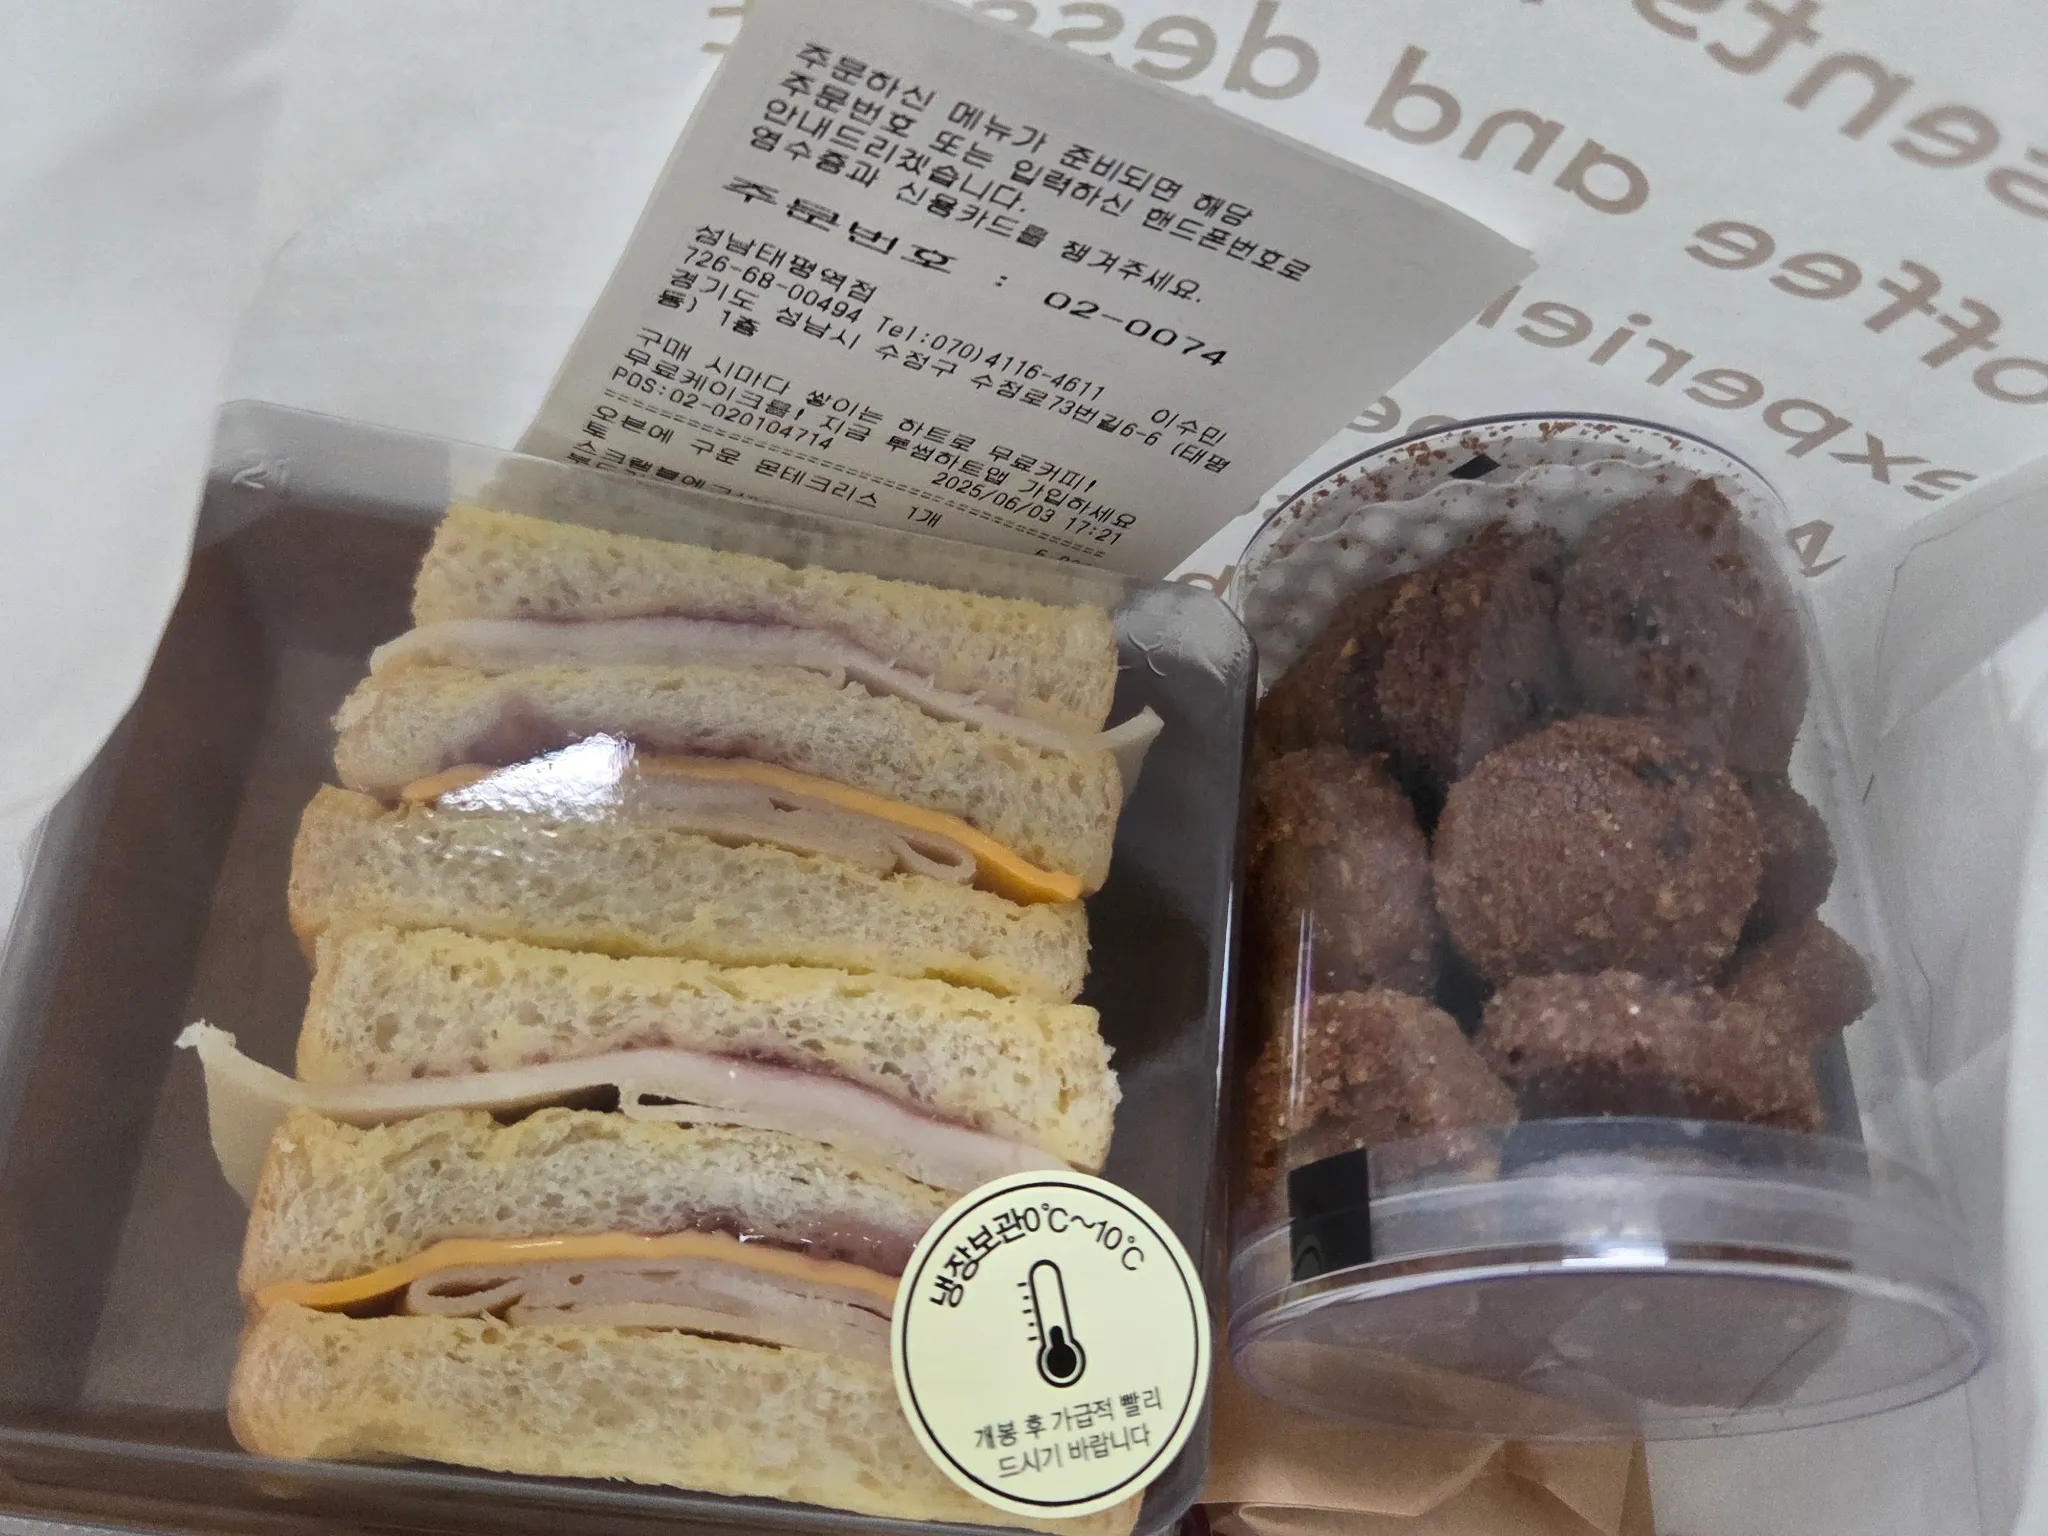 주문하신 메뉴가 준비되면 해당
주문번호 또는 입력하신 핸드폰번호로
안내드리겠습니다.
영수증과 신용카드를 챙겨주세요.
주문번호 : 02-0074
성남태평역점
726-68-00494 Tel:070)4116-4611 이수민
경기도 성남시 수정구 수정로73번길6-6 (태평
동) 1층
구매 시마다 쌓이는 하트로 무료커피!
무료케이크를! 지금 투썸하트앱 가입하세요
POS:02-020104714 2025/06/03 17:21
오븐에 구운 몬테크리스 1개
토
냉장보관0℃~10℃
개봉 후 가급적 빨리
드시기 바랍니다
and dess
21